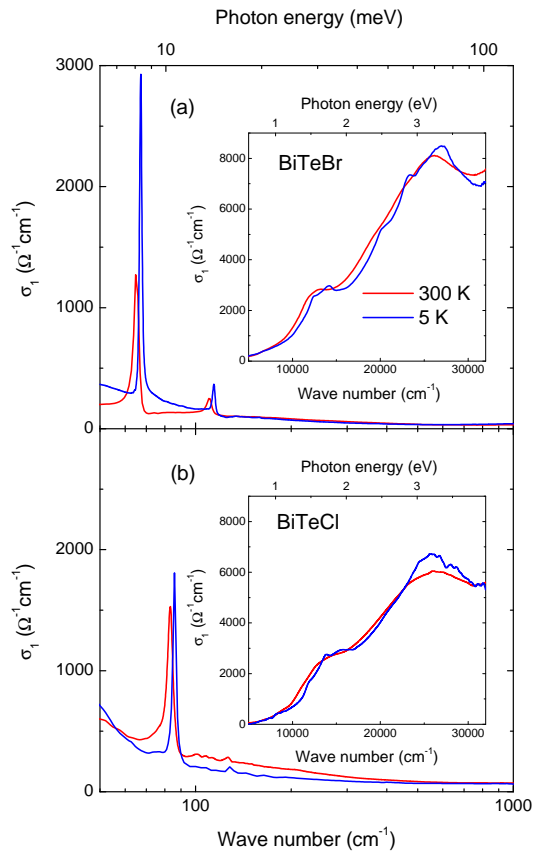 Photon energy (meV)
10 100
3000
2000
1000
0
σ1 (Ω-1cm-1)
(a)
Photon energy (eV)
1 2 3
8000
6000
4000
2000
0
σ1 (Ω-1cm-1)
BiTeBr
300 K
5 K
10000 20000 30000
Wave number (cm-1)
2000
1000
0
σ1 (Ω-1cm-1)
(b)
Photon energy (eV)
1 2 3
8000
6000
4000
2000
0
σ1 (Ω-1cm-1)
BiTeCl
10000 20000 30000
Wave number (cm-1)
100 1000
Wave number (cm-1)